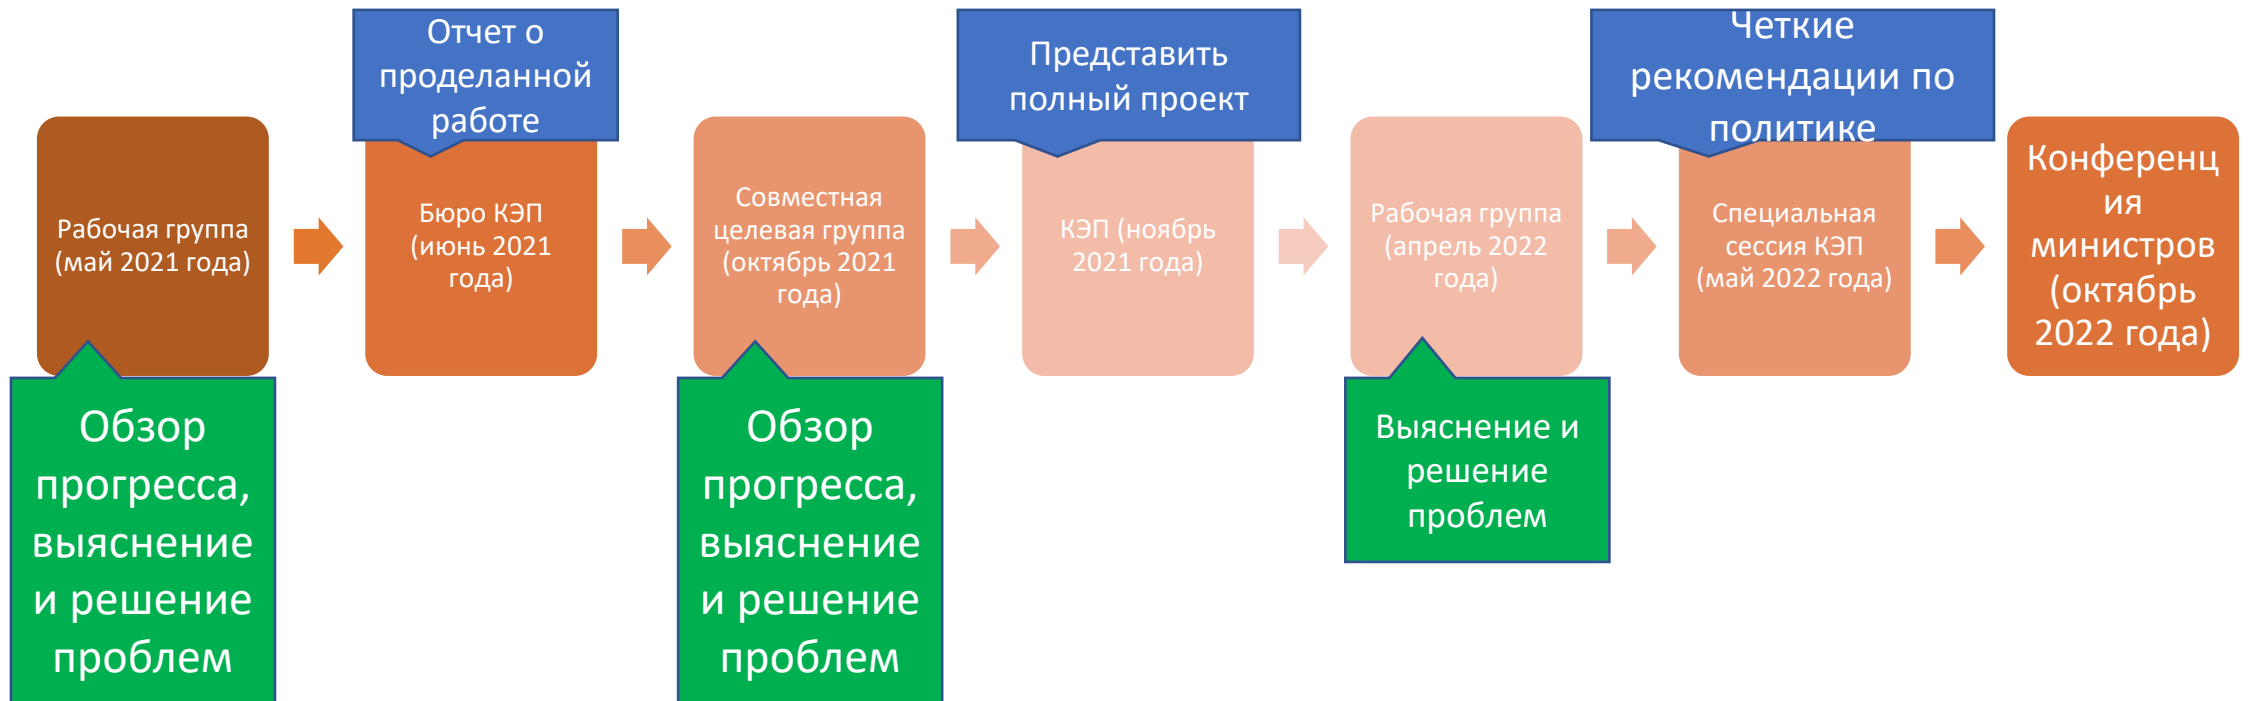 Отчет о
проделанной
работе
Представить
полный проект
Четкие
рекомендации по
политике
Рабочая группа
(май 2021 года)
Бюро КЭП
(июнь 2021
года)
Совместная
целевая группа
(октябрь 2021
года)
КЭП (ноябрь
2021 года)
Рабочая группа
(апрель 2022
года)
Специальная
сессия КЭП
(май 2022 года)
Конференц
ия
министров
(октябрь
2022 года)
Обзор
прогресса,
выяснение
и решение
проблем
Обзор
прогресса,
выяснение
и решение
проблем
Выяснение и
решение
проблем